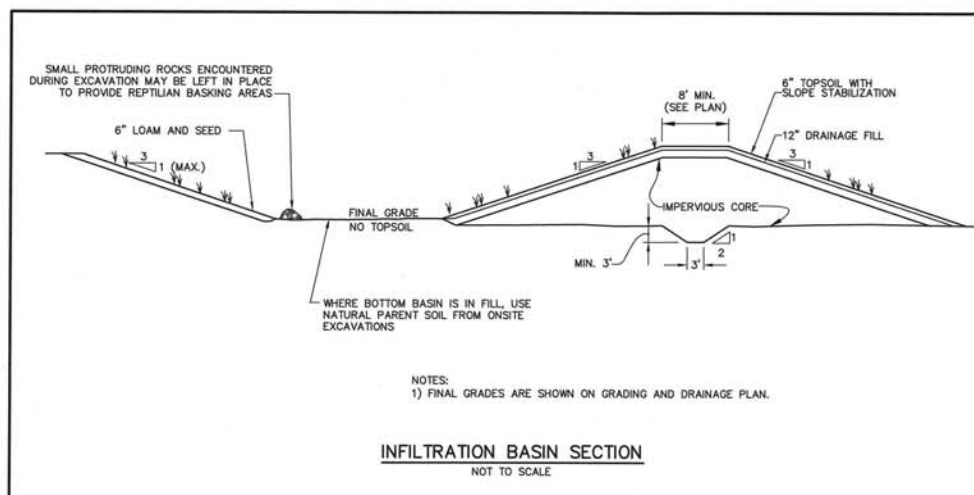 SMALL PROTRUDING ROCKS ENCOUNTERED
DURING EXCAVATION MAY BE LEFT IN PLACE
TO PROVIDE REPTILIAN BASKING AREAS
6" LOAM AND SEED
3
1 (MAX.)
FINAL GRADE
NO TOPSOIL
WHERE BOTTOM BASIN IS IN FILL, USE
NATURAL PARENT SOIL FROM ONSITE
EXCAVATIONS
8' MIN.
(SEE PLAN)
6" TOPSOIL WITH
SLOPE STABILIZATION
12" DRAINAGE FILL
3
1
3
1
IMPERVIOUS CORE
MIN. 3'
3'
1
2
NOTES:
1) FINAL GRADES ARE SHOWN ON GRADING AND DRAINAGE PLAN.
INFILTRATION BASIN SECTION
NOT TO SCALE